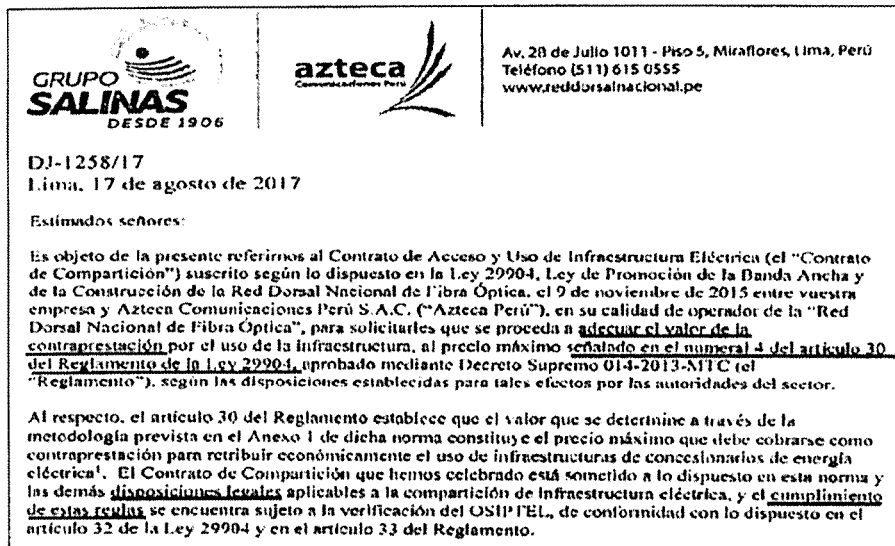 GRUPO
SALINAS
DESDE 1906
azteca
Comunicaciones Perú
Av. 28 de Julio 1011 - Piso 5, Miraflores, Lima, Perú
Teléfono (511) 615 0555
www.reddorsalnacional.pe
DJ-1258/17
Lima, 17 de agosto de 2017
Estimados señores:
Es objeto de la presente referirnos al Contrato de Acceso y Uso de Infraestructura Eléctrica (el “Contrato
de Compartición”) suscrito según lo dispuesto en la Ley 29904, Ley de Promoción de la Banda Ancha y
de la Construcción de la Red Dorsal Nacional de Fibra Óptica, el 9 de noviembre de 2015 entre vuestra
empresa y Azteca Comunicaciones Perú S.A.C. (“Azteca Perú”), en su calidad de operador de la “Red
Dorsal Nacional de Fibra Óptica”, para solicitarles que se proceda a adecuar el valor de la
contraprestación por el uso de la infraestructura, al precio máximo señalado en el numeral 4 del artículo 30
del Reglamento de la Ley 29904, aprobado mediante Decreto Supremo 014-2013-MTC (el
“Reglamento”), según las disposiciones establecidas para tales efectos por las autoridades del sector.
Al respecto, el artículo 30 del Reglamento establece que el valor que se determine a través de la
metodología prevista en el Anexo 1 de dicha norma constituye el precio máximo que debe cobrarse como
contraprestación para retribuir económicamente el uso de infraestructuras de concesionarios de energía
eléctrica¹. El Contrato de Compartición que hemos celebrado está sometido a lo dispuesto en esta norma y
las demás disposiciones legales aplicables a la compartición de infraestructura eléctrica, y el cumplimiento
de estas reglas se encuentra sujeto a la verificación del OSIPTEL, de conformidad con lo dispuesto en el
artículo 32 de la Ley 29904 y en el artículo 33 del Reglamento.